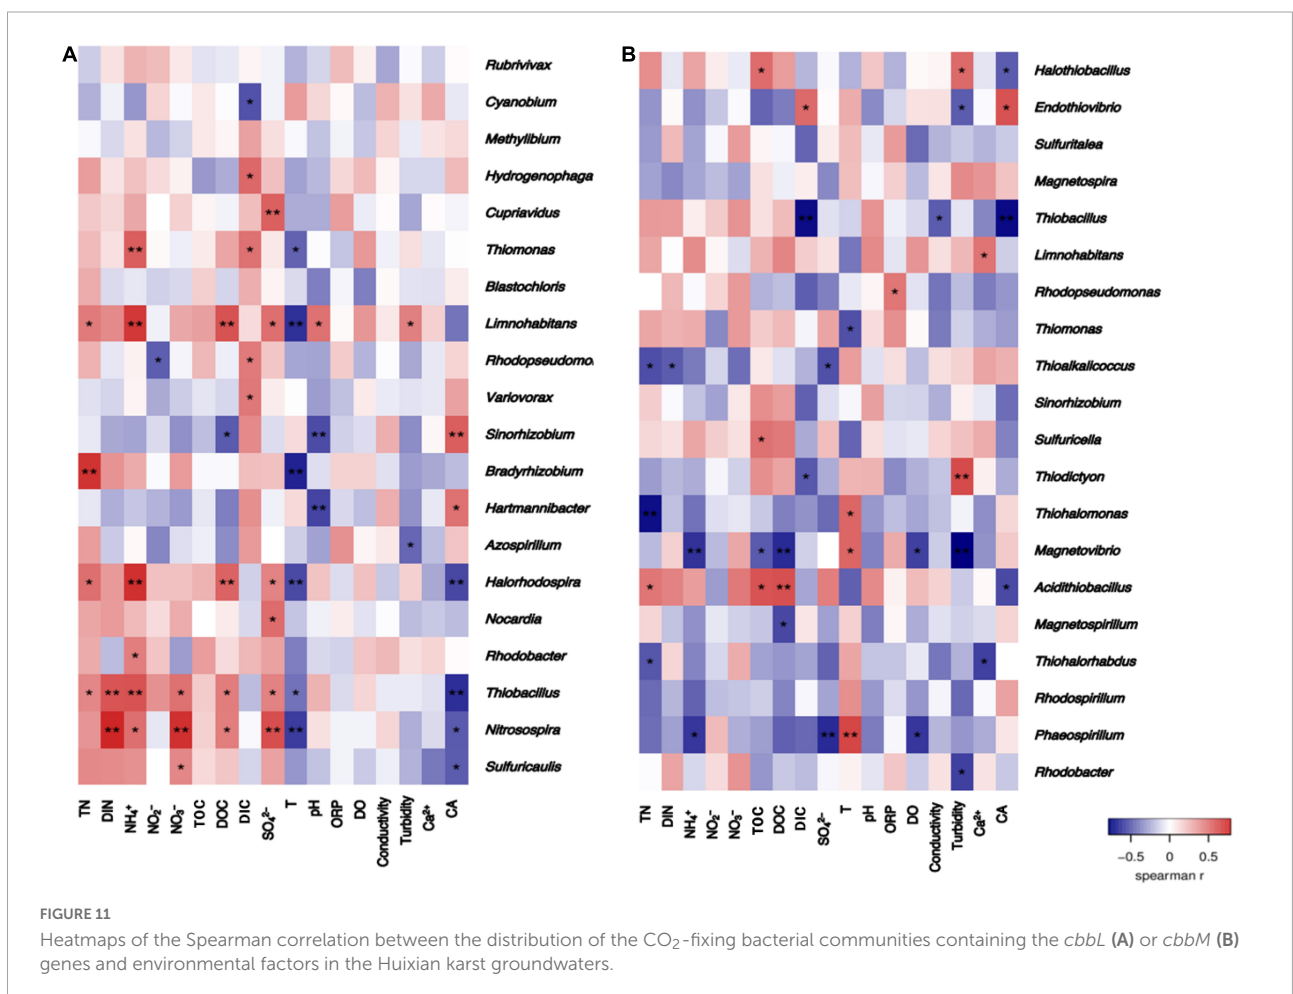 A
Rubrivivax
Cyanobium
*
Methylibium
Hydrogenophaga
*
Cupriavidus
**
Thiomonas
** * *
Blastochloris
Limnohabitans
* ** ** * ** * *
Rhodopseudomo
* *
Variovorax
*
Sinorhizobium
* ** **
Bradyrhizobium
** **
Hartmannibacter
** *
Azospirillum
*
Halorhodospira
* ** ** * ** **
Nocardia
*
Rhodobacter
*
Thiobacillus
* ** ** * * * * **
Nitrosospira
** * ** * ** ** *
Sulfuricaulis
* *
TN DIN NH₄⁺ NO₂⁻ NO₃⁻ TOC DOC DIC SO₄²⁻ T pH ORP DO Conductivity Turbidity Ca²⁺ CA
B
Halothiobacillus
* * *
Endothiovibrio
* * *
Sulfuritalea
Magnetospira
Thiobacillus
** * **
Limnohabitans
*
Rhodopseudomonas
*
Thiomonas
*
Thioalkalicoccus
* * *
Sinorhizobium
Sulfuricella
*
Thiodictyon
* **
Thiohalomonas
** *
Magnetovibrio
** * ** * * **
Acidithiobacillus
* * ** *
Magnetospirillum
*
Thiohalorhabdus
* *
Rhodospirillum
Phaeospirillum
* ** ** *
Rhodobacter
*
TN DIN NH₄⁺ NO₂⁻ NO₃⁻ TOC DOC DIC SO₄²⁻ T pH ORP DO Conductivity Turbidity Ca²⁺ CA
−0.5 0 0.5
spearman r
FIGURE 11
Heatmaps of the Spearman correlation between the distribution of the CO₂-fixing bacterial communities containing the cbbL (A) or cbbM (B)
genes and environmental factors in the Huixian karst groundwaters.